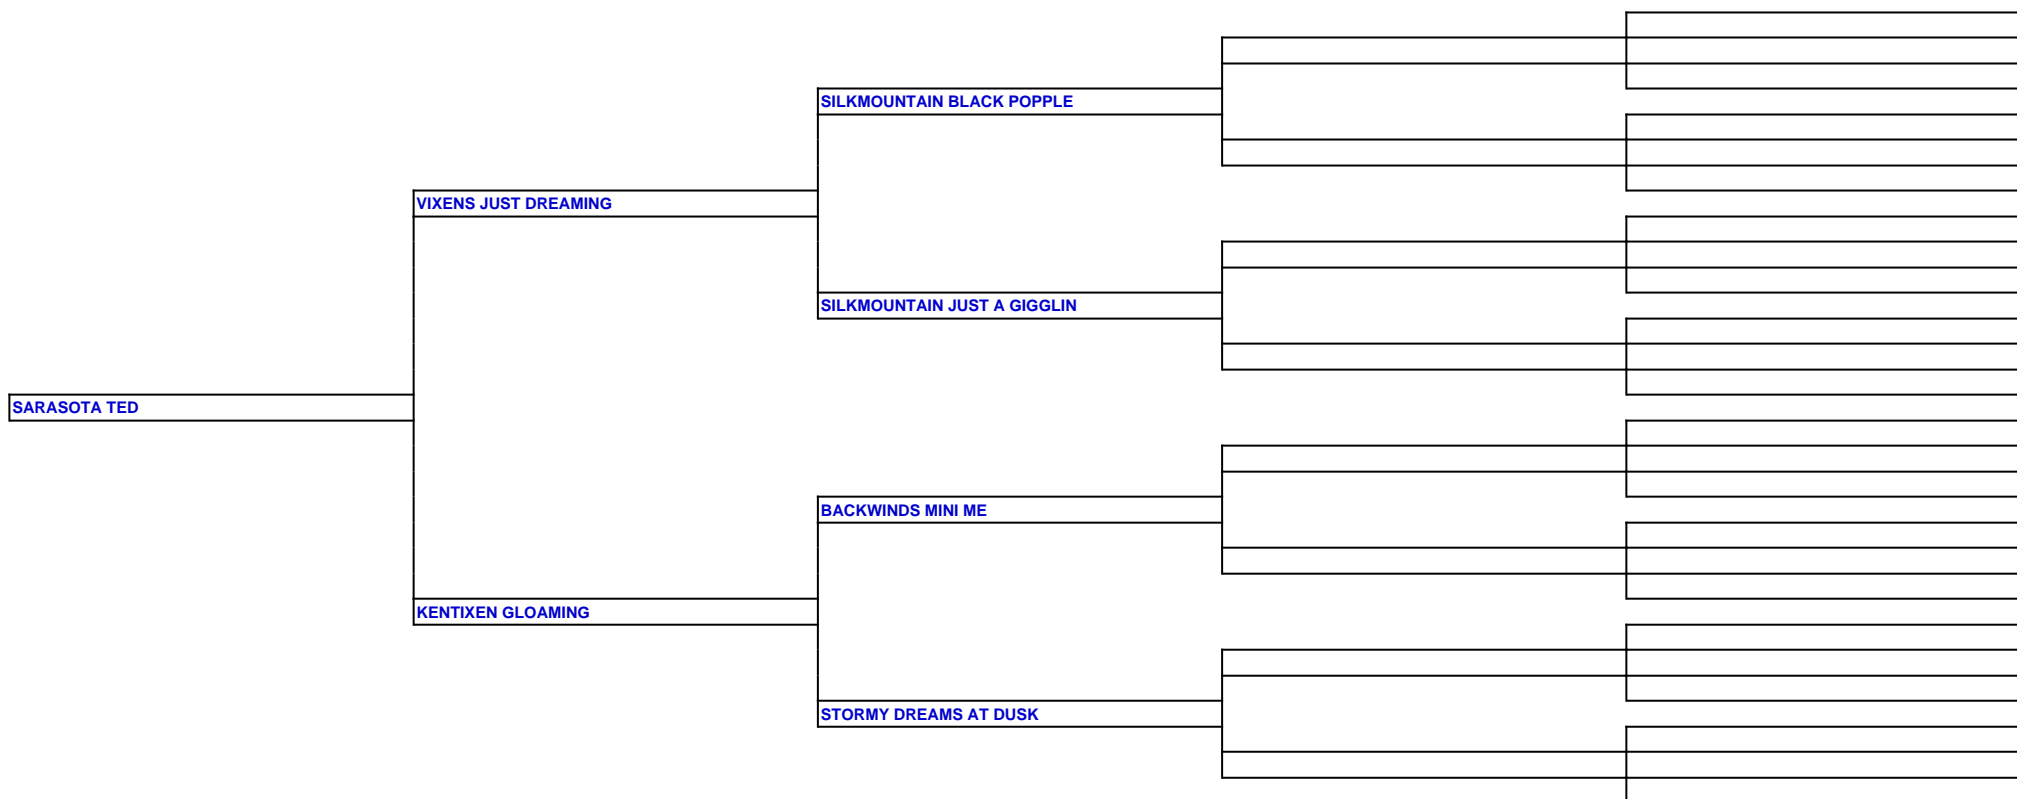 SILKMOUNTAIN BLACK POPPLE
VIXENS JUST DREAMING
SILKMOUNTAIN JUST A GIGGLIN
SARASOTA TED
BACKWINDS MINI ME
KENTIXEN GLOAMING
STORMY DREAMS AT DUSK